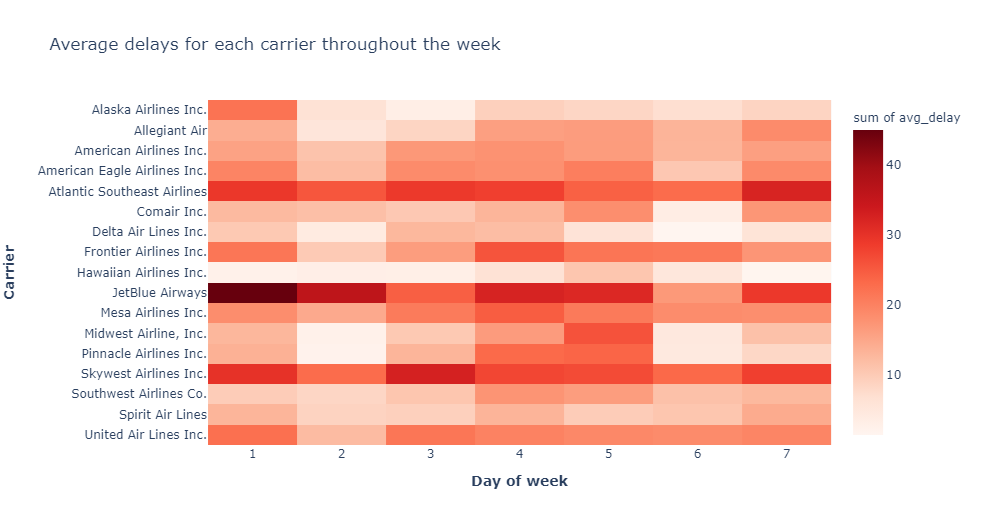 Average delays for each carrier throughout the week
sum of avg_delay
Alaska Airlines Inc.
Allegiant Air
American Airlines Inc.
American Eagle Airlines Inc.
Atlantic Southeast Airlines
Comair Inc.
Delta Air Lines Inc.
Frontier Airlines Inc.
Hawaiian Airlines Inc.
JetBlue Airways
Mesa Airlines Inc.
Midwest Airline, Inc.
Pinnacle Airlines Inc.
Skywest Airlines Inc.
Southwest Airlines Co.
Spirit Air Lines
United Air Lines Inc.
Carrier
1 2 3 4 5 6 7
Day of week
40
30
20
10